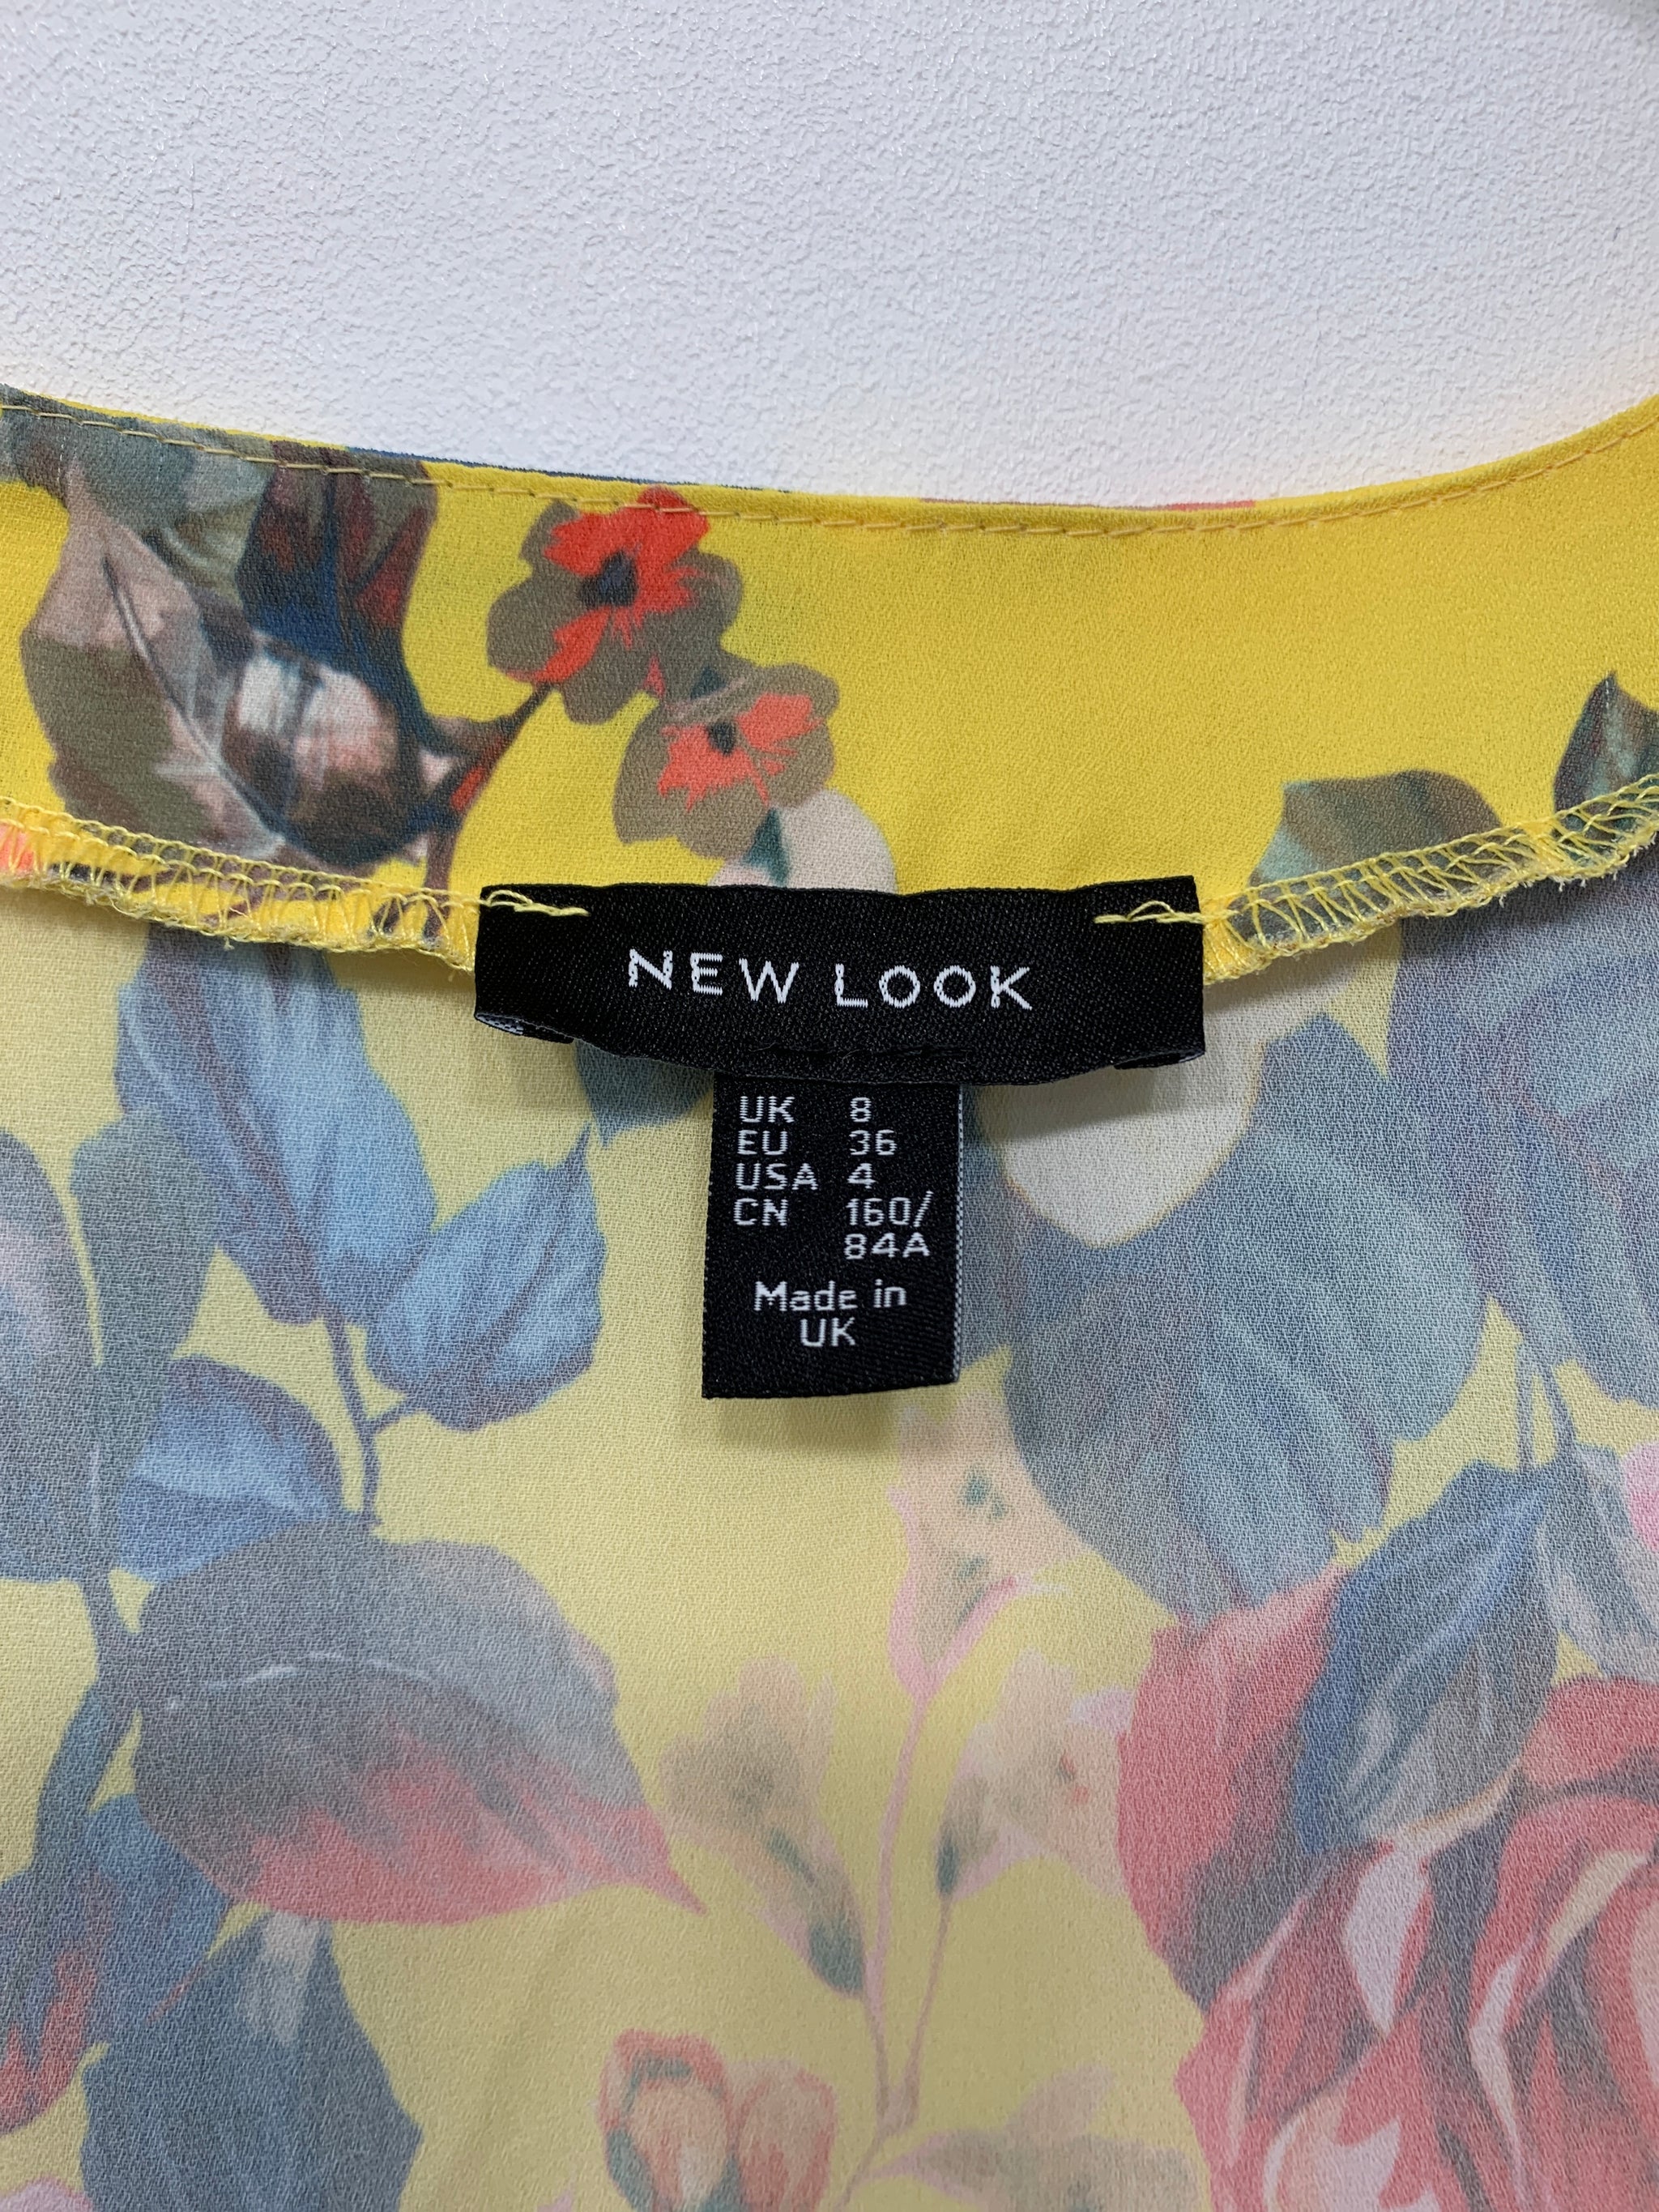 NEW LOOK
UK 8
EU 36
USA 4
CN 160/
84A
Made in
UK